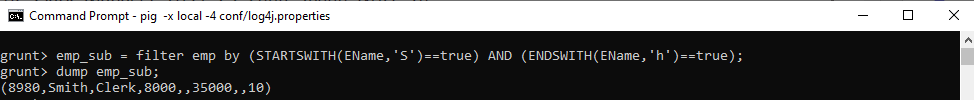 Command Prompt - pig -x local -4 conf/log4j.properties
grunt> emp_sub = filter emp by (STARTSWITH(EName,'S')==true) AND (ENDSWITH(EName,'h')==true);
grunt> dump emp_sub;
(8980,Smith,Clerk,8000,,35000,,10)